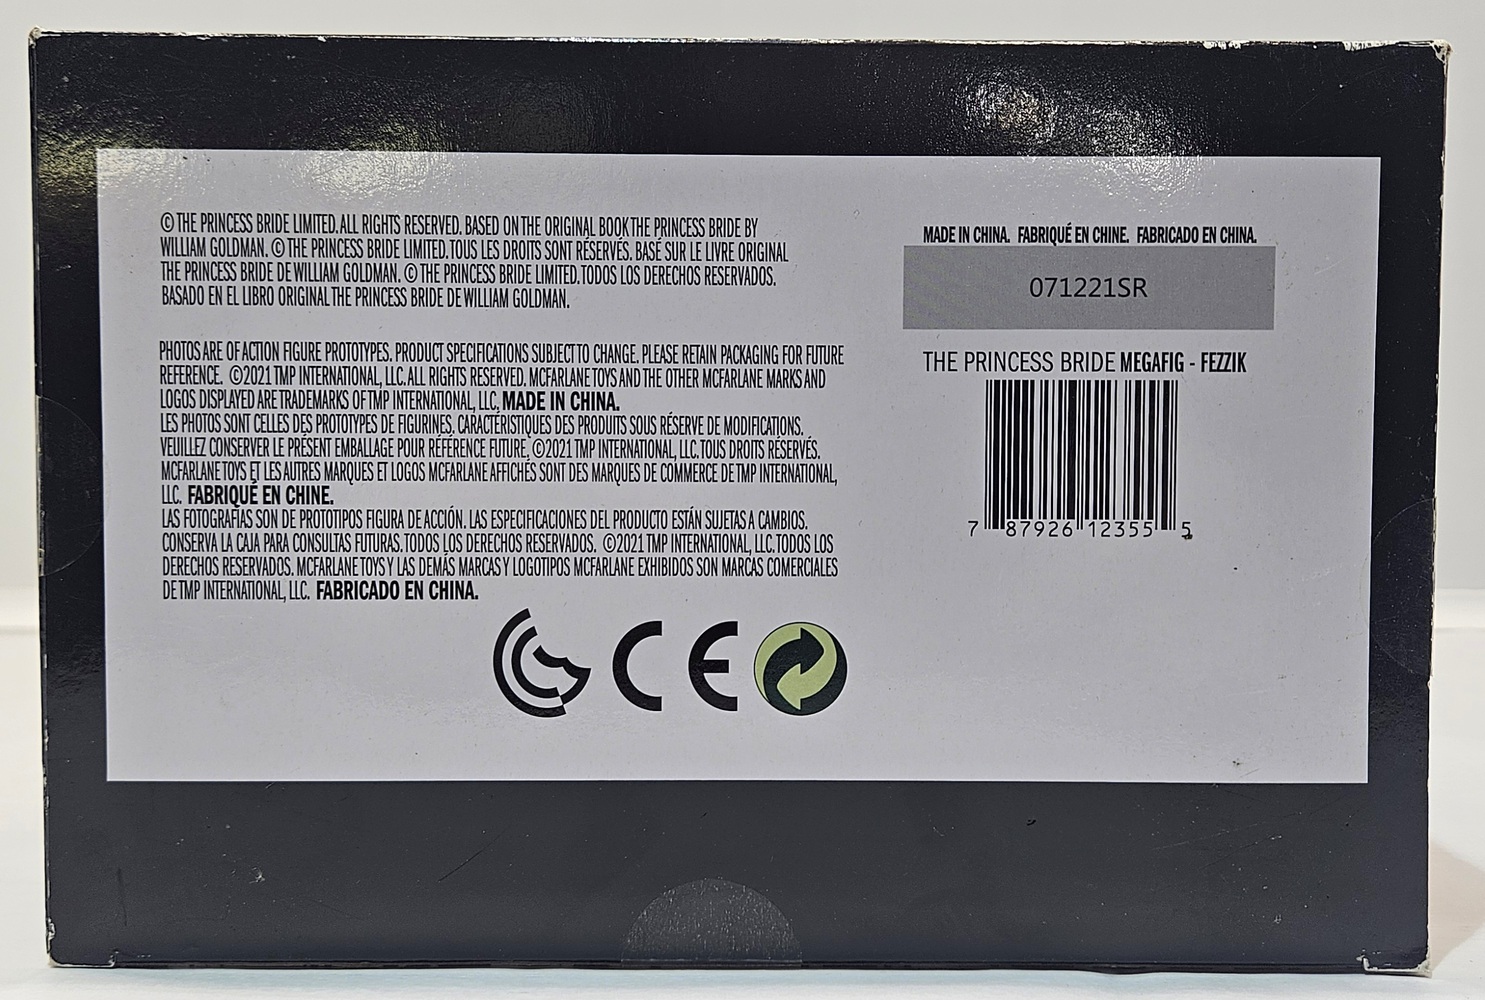 © THE PRINCESS BRIDE LIMITED. ALL RIGHTS RESERVED. BASED ON THE ORIGINAL BOOK THE PRINCESS BRIDE BY
WILLIAM GOLDMAN. © THE PRINCESS BRIDE LIMITED. TOUS LES DROITS SONT RÉSERVÉS. BASÉ SUR LE LIVRE ORIGINAL
THE PRINCESS BRIDE DE WILLIAM GOLDMAN. © THE PRINCESS BRIDE LIMITED. TODOS LOS DERECHOS RESERVADOS.
BASADO EN EL LIBRO ORIGINAL THE PRINCESS BRIDE DE WILLIAM GOLDMAN.
PHOTOS ARE OF ACTION FIGURE PROTOTYPES. PRODUCT SPECIFICATIONS SUBJECT TO CHANGE. PLEASE RETAIN PACKAGING FOR FUTURE
REFERENCE. ©2021 TMP INTERNATIONAL, LLC. ALL RIGHTS RESERVED. MCFARLANE TOYS AND THE OTHER MCFARLANE MARKS AND
LOGOS DISPLAYED ARE TRADEMARKS OF TMP INTERNATIONAL, LLC. MADE IN CHINA.
LES PHOTOS SONT CELLES DES PROTOTYPES DE FIGURINES. CARACTÉRISTIQUES DES PRODUITS SOUS RÉSERVE DE MODIFICATIONS.
VEUILLEZ CONSERVER LE PRÉSENT EMBALLAGE POUR RÉFÉRENCE FUTURE. ©2021 TMP INTERNATIONAL, LLC. TOUS DROITS RÉSERVÉS.
MCFARLANE TOYS ET LES AUTRES MARQUES ET LOGOS MCFARLANE AFFICHÉS SONT DES MARQUES DE COMMERCE DE TMP INTERNATIONAL,
LLC. FABRIQUÉ EN CHINE.
LAS FOTOGRAFÍAS SON DE PROTOTIPOS FIGURA DE ACCIÓN. LAS ESPECIFICACIONES DEL PRODUCTO ESTÁN SUJETAS A CAMBIOS.
CONSERVA LA CAJA PARA CONSULTAS FUTURAS. TODOS LOS DERECHOS RESERVADOS. ©2021 TMP INTERNATIONAL, LLC. TODOS LOS
DERECHOS RESERVADOS. MCFARLANE TOYS Y LAS DEMÁS MARCAS Y LOGOTIPOS MCFARLANE EXHIBIDOS SON MARCAS COMERCIALES
DE TMP INTERNATIONAL, LLC. FABRICADO EN CHINA.
CE
MADE IN CHINA. FABRIQUÉ EN CHINE. FABRICADO EN CHINA.
071221SR
THE PRINCESS BRIDE MEGAFIG - FEZZIK
7 87926 12355 5